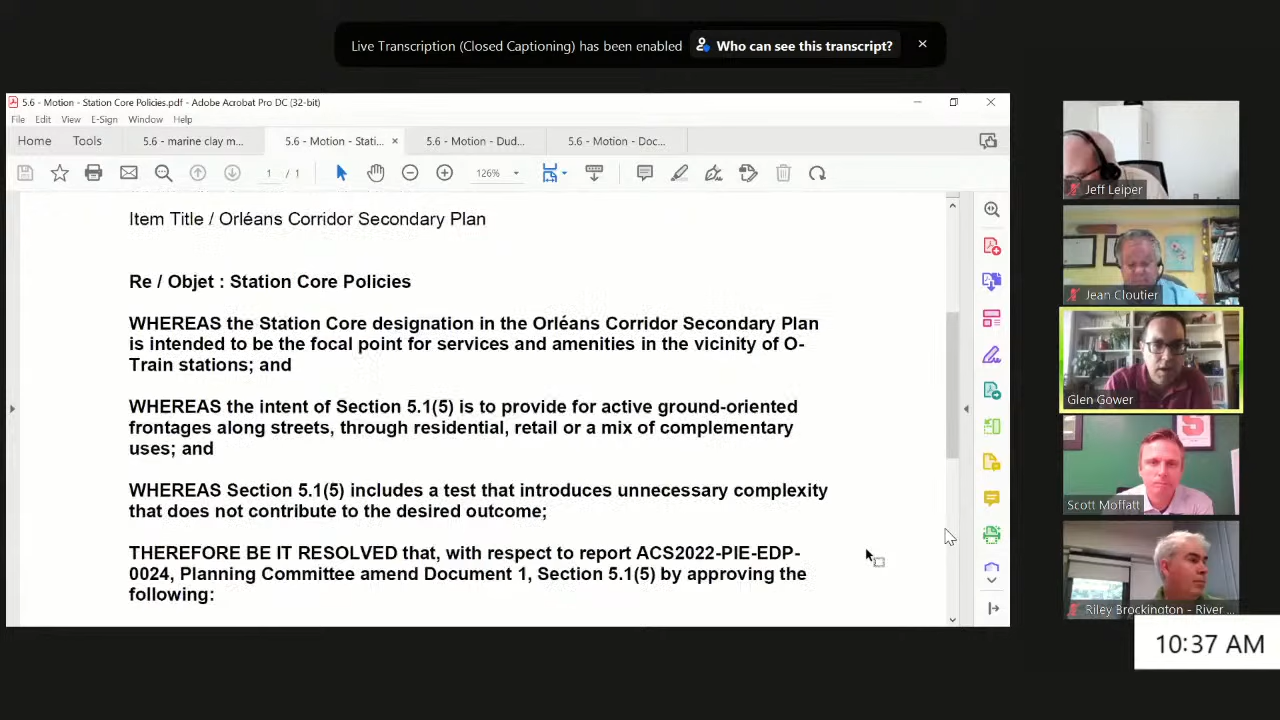 Live Transcription (Closed Captioning) has been enabled Who can see this transcript?
5.6 - Motion - Station Core Policies.pdf - Adobe Acrobat Pro DC (32-bit)
File Edit View E-Sign Window Help
Home Tools 5.6 - marine clay m... 5.6 - Motion - Stati... 5.6 - Motion - Dud... 5.6 - Motion - Doc...
1 / 1 126%
Item Title / Orléans Corridor Secondary Plan
Re / Objet : Station Core Policies
WHEREAS the Station Core designation in the Orléans Corridor Secondary Plan
is intended to be the focal point for services and amenities in the vicinity of O-
Train stations; and
WHEREAS the intent of Section 5.1(5) is to provide for active ground-oriented
frontages along streets, through residential, retail or a mix of complementary
uses; and
WHEREAS Section 5.1(5) includes a test that introduces unnecessary complexity
that does not contribute to the desired outcome;
THEREFORE BE IT RESOLVED that, with respect to report ACS2022-PIE-EDP-
0024, Planning Committee amend Document 1, Section 5.1(5) by approving the
following:
Jeff Leiper
Jean Cloutier
Glen Gower
Scott Moffatt
Riley Brockington - River ...
10:37 AM